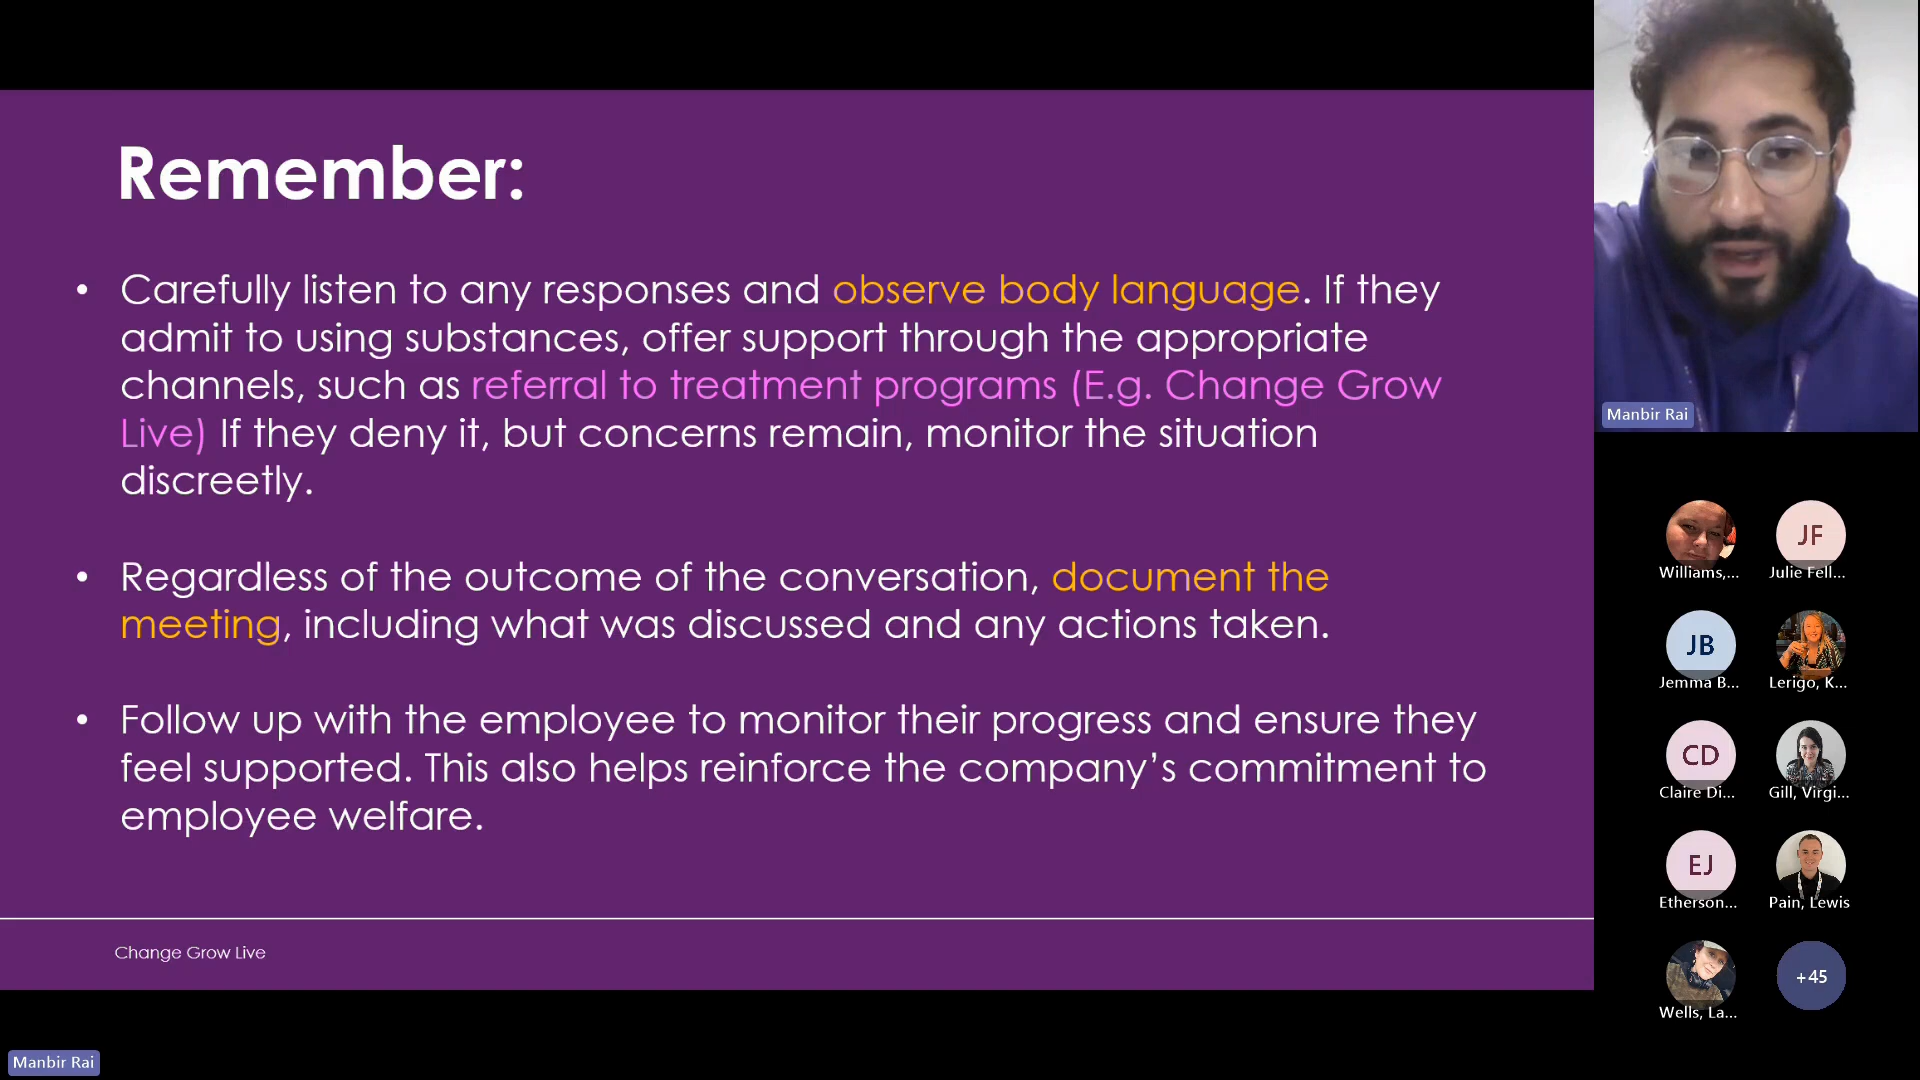 Remember:
• Carefully listen to any responses and observe body language. If they
admit to using substances, offer support through the appropriate
channels, such as referral to treatment programs (E.g. Change Grow
Live) If they deny it, but concerns remain, monitor the situation
discreetly.
• Regardless of the outcome of the conversation, document the
meeting, including what was discussed and any actions taken.
• Follow up with the employee to monitor their progress and ensure they
feel supported. This also helps reinforce the company’s commitment to
employee welfare.
Change Grow Live
Manbir Rai
Manbir Rai
JF
Williams,... Julie Fell...
JB
Jemma B... Lerigo, K...
CD
Claire Di... Gill, Virgi...
EJ
Etherson... Pain, Lewis
+45
Wells, La...